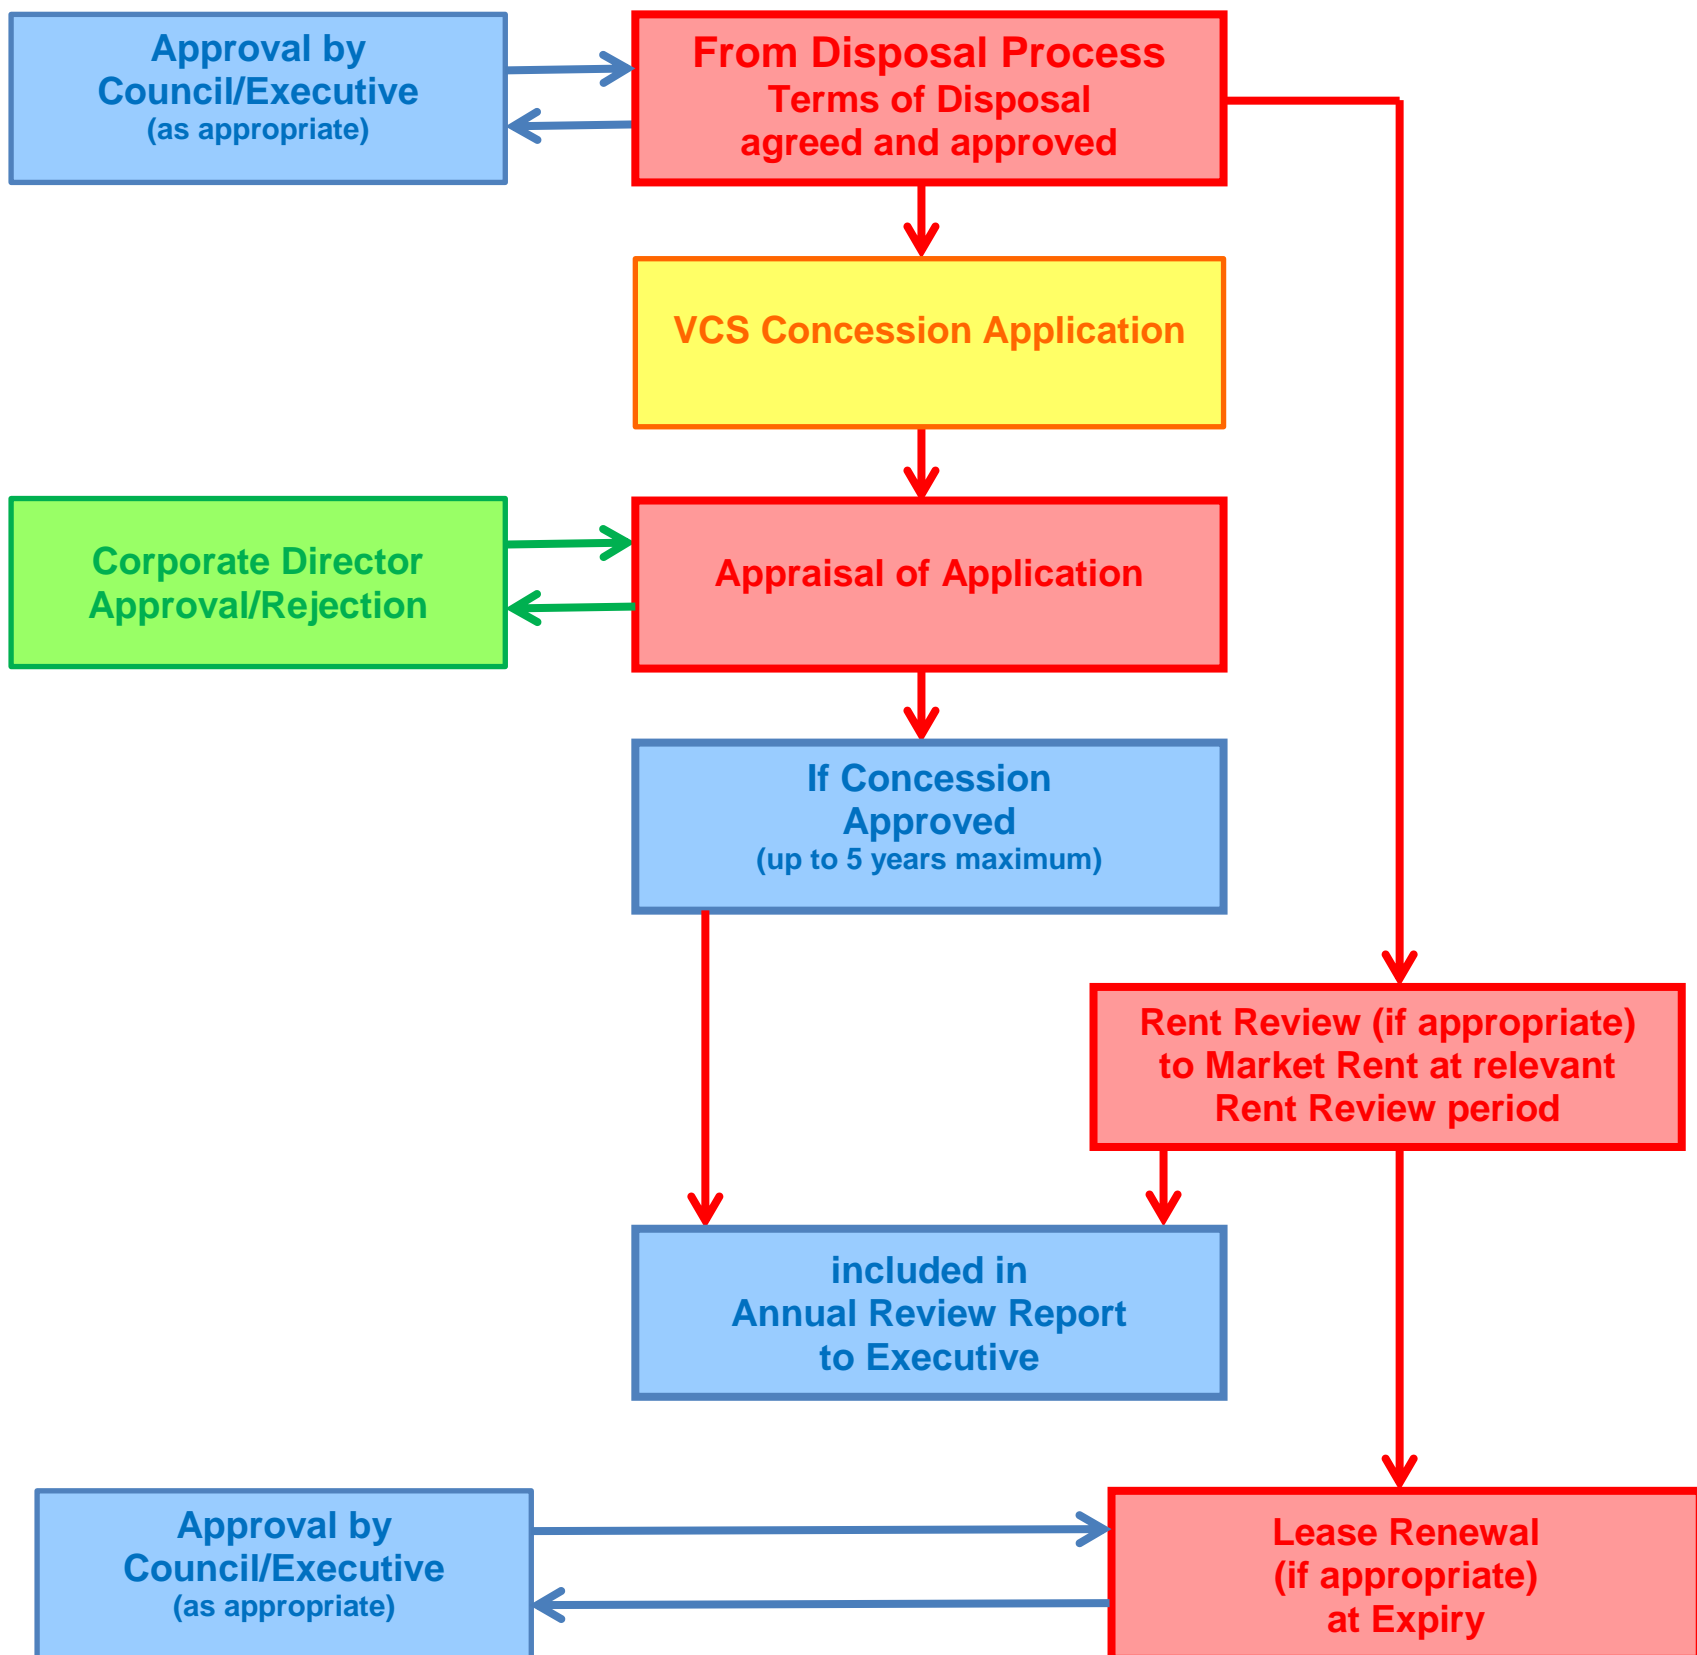 Approval by
Council/Executive
(as appropriate)
From Disposal Process
Terms of Disposal
agreed and approved
VCS Concession Application
Corporate Director
Approval/Rejection
Appraisal of Application
If Concession
Approved
(up to 5 years maximum)
Rent Review (if appropriate)
to Market Rent at relevant
Rent Review period
included in
Annual Review Report
to Executive
Approval by
Council/Executive
(as appropriate)
Lease Renewal
(if appropriate)
at Expiry